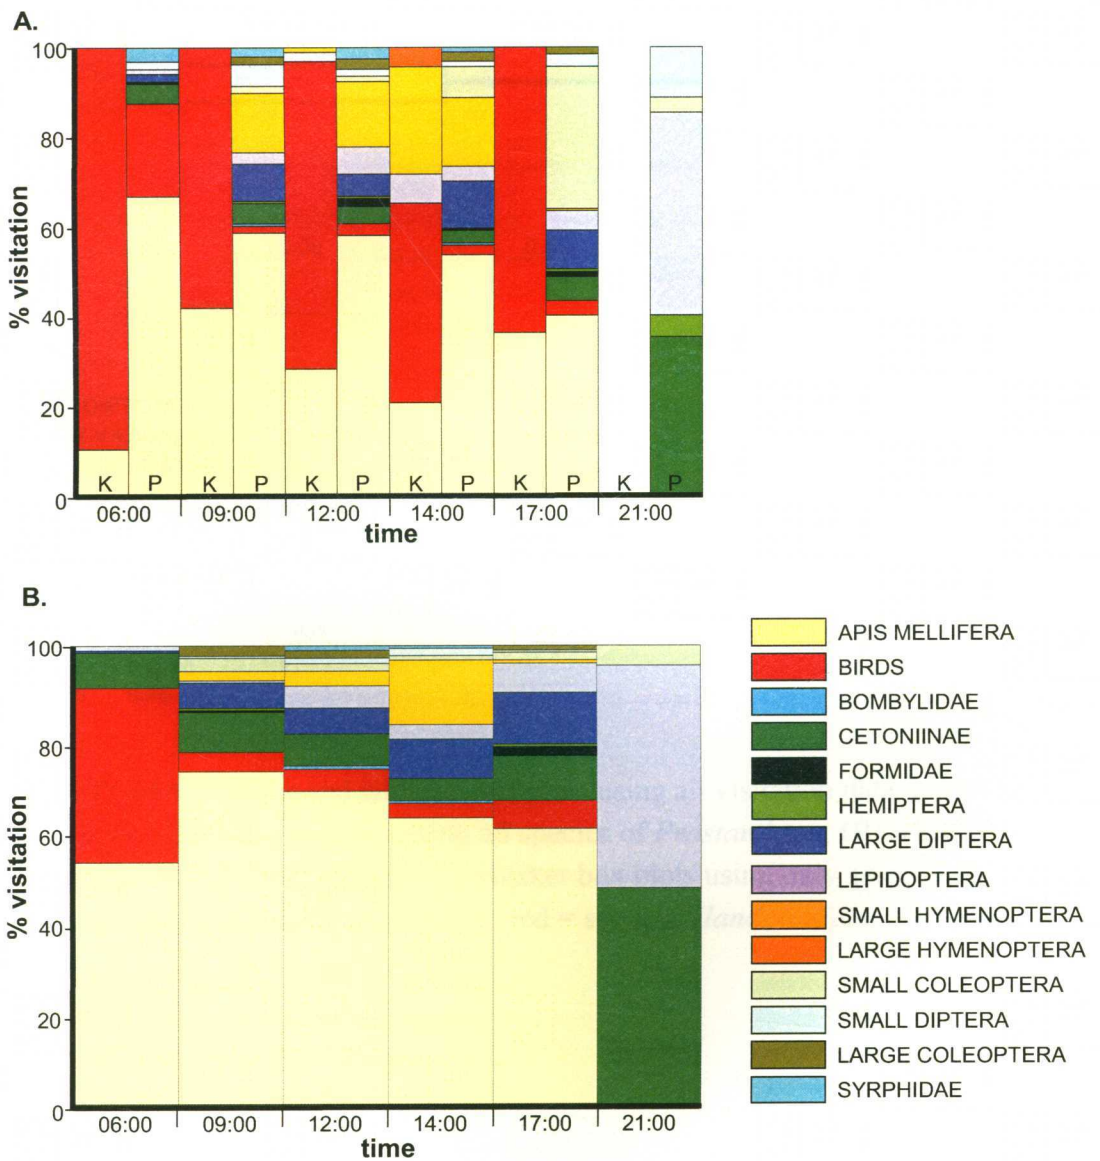 A.
100
80
60
40
20
0
% visitation
K P K P K P K P K P K P
06:00 09:00 12:00 14:00 17:00 21:00
time
B.
100
80
60
40
20
0
% visitation
06:00 09:00 12:00 14:00 17:00 21:00
time
APIS MELLIFERA
BIRDS
BOMBYLIDAE
CETONIINAE
FORMIDAE
HEMIPTERA
LARGE DIPTERA
LEPIDOPTERA
SMALL HYMENOPTERA
LARGE HYMENOPTERA
SMALL COLEOPTERA
SMALL DIPTERA
LARGE COLEOPTERA
SYRPHIDAE